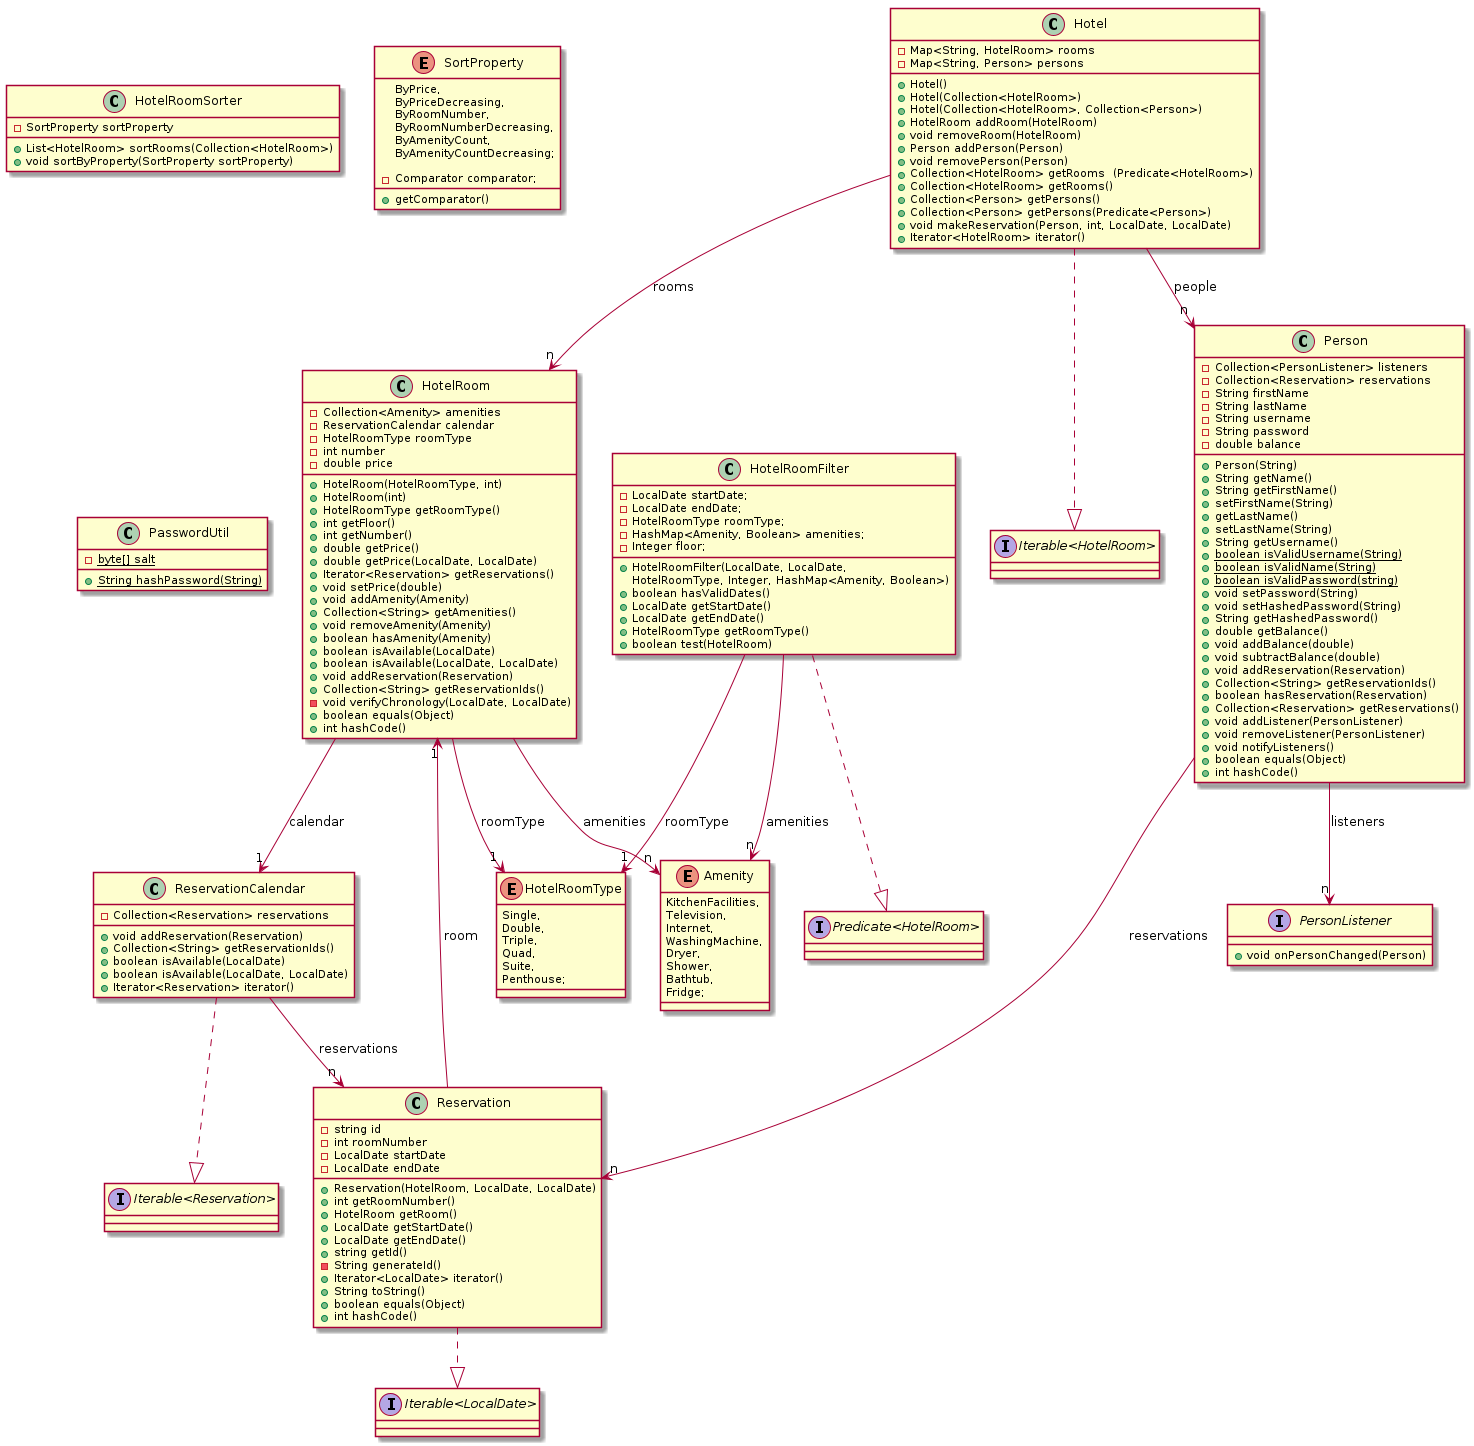 C Hotel
Map<String, HotelRoom> rooms
Map<String, Person> persons
Hotel()
Hotel(Collection<HotelRoom>)
Hotel(Collection<HotelRoom>, Collection<Person>)
HotelRoom addRoom(HotelRoom)
void removeRoom(HotelRoom)
Person addPerson(Person)
void removePerson(Person)
Collection<HotelRoom> getRooms  (Predicate<HotelRoom>)
Collection<HotelRoom> getRooms()
Collection<Person> getPersons()
Collection<Person> getPersons(Predicate<Person>)
void makeReservation(Person, int, LocalDate, LocalDate)
Iterator<HotelRoom> iterator()
E SortProperty
ByPrice,
ByPriceDecreasing,
ByRoomNumber,
ByRoomNumberDecreasing,
ByAmenityCount,
ByAmenityCountDecreasing;
Comparator comparator;
getComparator()
C HotelRoomSorter
SortProperty sortProperty
List<HotelRoom> sortRooms(Collection<HotelRoom>)
void sortByProperty(SortProperty sortProperty)
rooms
n
people
n
C HotelRoom
Collection<Amenity> amenities
ReservationCalendar calendar
HotelRoomType roomType
int number
double price
HotelRoom(HotelRoomType, int)
HotelRoom(int)
HotelRoomType getRoomType()
int getFloor()
int getNumber()
double getPrice()
double getPrice(LocalDate, LocalDate)
Iterator<Reservation> getReservations()
void setPrice(double)
void addAmenity(Amenity)
Collection<String> getAmenities()
void removeAmenity(Amenity)
boolean hasAmenity(Amenity)
boolean isAvailable(LocalDate)
boolean isAvailable(LocalDate, LocalDate)
void addReservation(Reservation)
Collection<String> getReservationIds()
void verifyChronology(LocalDate, LocalDate)
boolean equals(Object)
int hashCode()
C HotelRoomFilter
LocalDate startDate;
LocalDate endDate;
HotelRoomType roomType;
HashMap<Amenity, Boolean> amenities;
Integer floor;
HotelRoomFilter(LocalDate, LocalDate,
HotelRoomType, Integer, HashMap<Amenity, Boolean>)
boolean hasValidDates()
LocalDate getStartDate()
LocalDate getEndDate()
HotelRoomType getRoomType()
boolean test(HotelRoom)
I Iterable<HotelRoom>
C Person
Collection<PersonListener> listeners
Collection<Reservation> reservations
String firstName
String lastName
String username
String password
double balance
Person(String)
String getName()
String getFirstName()
setFirstName(String)
getLastName()
setLastName(String)
String getUsername()
boolean isValidUsername(String)
boolean isValidName(String)
boolean isValidPassword(string)
void setPassword(String)
void setHashedPassword(String)
String getHashedPassword()
double getBalance()
void addBalance(double)
void subtractBalance(double)
void addReservation(Reservation)
Collection<String> getReservationIds()
boolean hasReservation(Reservation)
Collection<Reservation> getReservations()
void addListener(PersonListener)
void removeListener(PersonListener)
void notifyListeners()
boolean equals(Object)
int hashCode()
C PasswordUtil
byte[] salt
String hashPassword(String)
calendar
1
1
roomType
1
amenities
n
roomType
1
amenities
n
listeners
n
C ReservationCalendar
Collection<Reservation> reservations
void addReservation(Reservation)
Collection<String> getReservationIds()
boolean isAvailable(LocalDate)
boolean isAvailable(LocalDate, LocalDate)
Iterator<Reservation> iterator()
room
E HotelRoomType
Single,
Double,
Triple,
Quad,
Suite,
Penthouse;
E Amenity
KitchenFacilities,
Television,
Internet,
WashingMachine,
Dryer,
Shower,
Bathtub,
Fridge;
I Predicate<HotelRoom>
reservations
I PersonListener
void onPersonChanged(Person)
reservations
n
C Reservation
string id
int roomNumber
LocalDate startDate
LocalDate endDate
Reservation(HotelRoom, LocalDate, LocalDate)
int getRoomNumber()
HotelRoom getRoom()
LocalDate getStartDate()
LocalDate getEndDate()
string getId()
String generateId()
Iterator<LocalDate> iterator()
String toString()
boolean equals(Object)
int hashCode()
n
I Iterable<Reservation>
I Iterable<LocalDate>